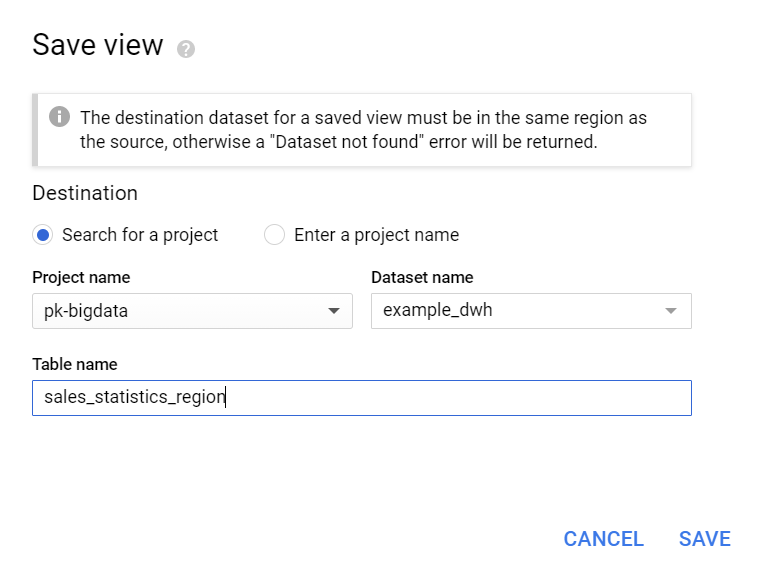 Save view
The destination dataset for a saved view must be in the same region as
the source, otherwise a "Dataset not found" error will be returned.
Destination
Search for a project
Enter a project name
Project name
Dataset name
pk-bigdata
example_dwh
Table name
sales_statistics_region
CANCEL
SAVE